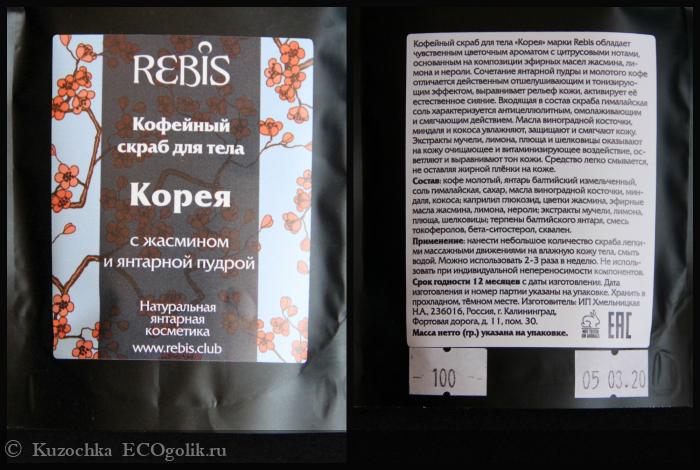 REBIS
Кофейный
скраб для тела
Корея
с жасмином
и янтарной пудрой
Натуральная
янтарная
косметика
www.rebis.club
Кофейный скраб для тела «Корея» марки Rebis обладает
чувственным цветочным ароматом с цитрусовыми нотами,
основанным на композиции эфирных масел жасмина, ли-
мона и нероли. Сочетание янтарной пудры и молотого кофе
отличается действенным отшелушивающим и тонизирую-
щим эффектом, выравнивает рельеф кожи, активирует её
естественное сияние. Входящая в состав скраба гималайская
соль характеризуется антицеллюлитным, омолаживающим
и смягчающим действием. Масла виноградной косточки,
миндаля и кокоса увлажняют, защищают и смягчают кожу.
Экстракты мучели, лимона, плюща и шелковицы оказывают
на кожу очищающее и витаминизирующее воздействие, ос-
ветляют и выравнивают тон кожи. Средство легко смывается,
не оставляя жирной плёнки на коже.
Состав: кофе молотый, янтарь балтийский измельченный,
соль гималайская, сахар, масла виноградной косточки, мин-
даля, кокоса; каприлил глюкозид, цветки жасмина, эфирные
масла жасмина, лимона, нероли; экстракты мучели, лимона,
плюща, шелковицы; терпены балтийского янтаря, смесь
токоферолов, бета-ситостерол, сквален.
Применение: нанести небольшое количество скраба легки-
ми массажными движениями на влажную кожу тела, смыть
водой. Можно использовать 2-3 раза в неделю. Не исполь-
зовать при индивидуальной непереносимости компонентов.
Срок годности 12 месяцев с даты изготовления. Дата
изготовления и номер партии указаны на упаковке. Хранить в
прохладном, тёмном месте. Изготовитель ИП Хмельницкая
Н.А., 236016, Россия, г. Калининград,
Фортовая дорога, д. 11, пом. 30.
Масса нетто (гр.) указана на упаковке.
NOT TESTED
ON ANIMALS
EAC
- 100 -
05 03.20
© Kuzochka ECOgolik.ru